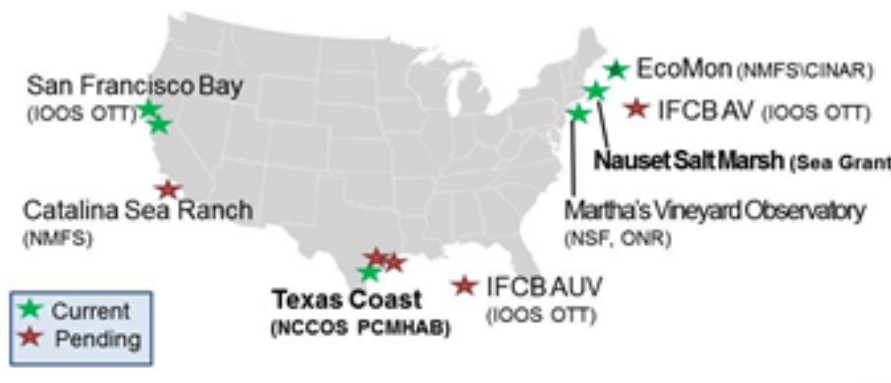 San Francisco Bay
(IOOS OTT)
EcoMon (NMFS\CINAR)
IFCB AV (IOOS OTT)
Nauset Salt Marsh (Sea Grant
Catalina Sea Ranch
(NMFS)
Martha's Vineyard Observatory
(NSF, ONR)
Texas Coast
(NCCOS PCMHAB)
IFCB AUV
(IOOS OTT)
Current
Pending